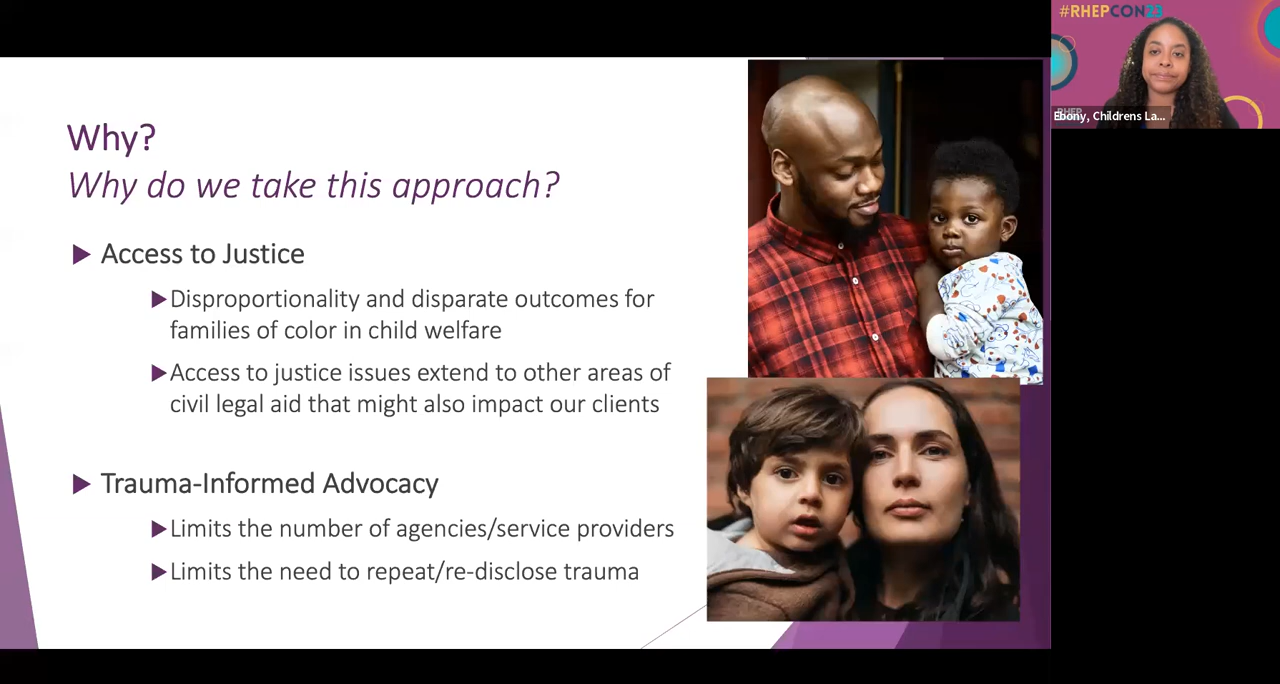 Why?
Why do we take this approach?
Access to Justice
Disproportionality and disparate outcomes for
families of color in child welfare
Access to justice issues extend to other areas of
civil legal aid that might also impact our clients
Trauma-Informed Advocacy
Limits the number of agencies/service providers
Limits the need to repeat/re-disclose trauma
#RHEPCON23
RHEP
Ebony, Childrens La...